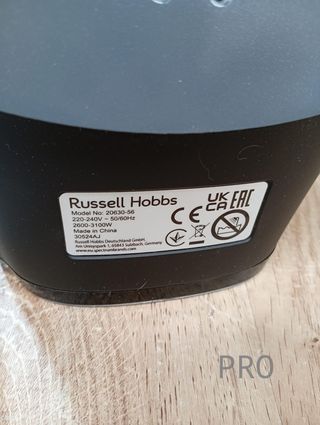 Russell Hobbs
Model No: 20630-56
220-240V ~ 50/60Hz
2600-3100W
Made in China
30524AJ
Russell Hobbs Deutschland GmbH,
Am Unisyspark 1, 65843 Sulzbach, Germany
www.eu.spectrumbrands.com
CE
UK
CA
EAC
PRO